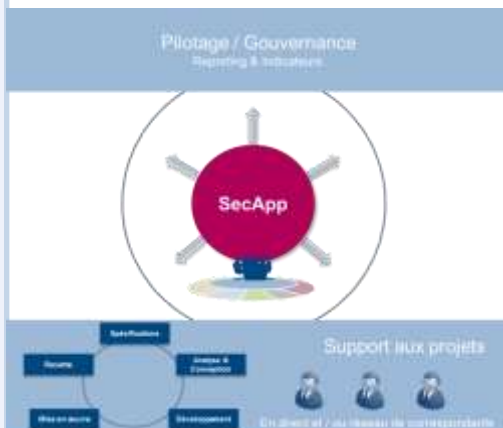 Pilotage / Gouvernance
Reporting & Indicateurs
SecApp
Spécifications
Recette
Analyse &
Conception
Mise en œuvre
Développement
Support aux projets
En direct et / ou réseau de correspondants